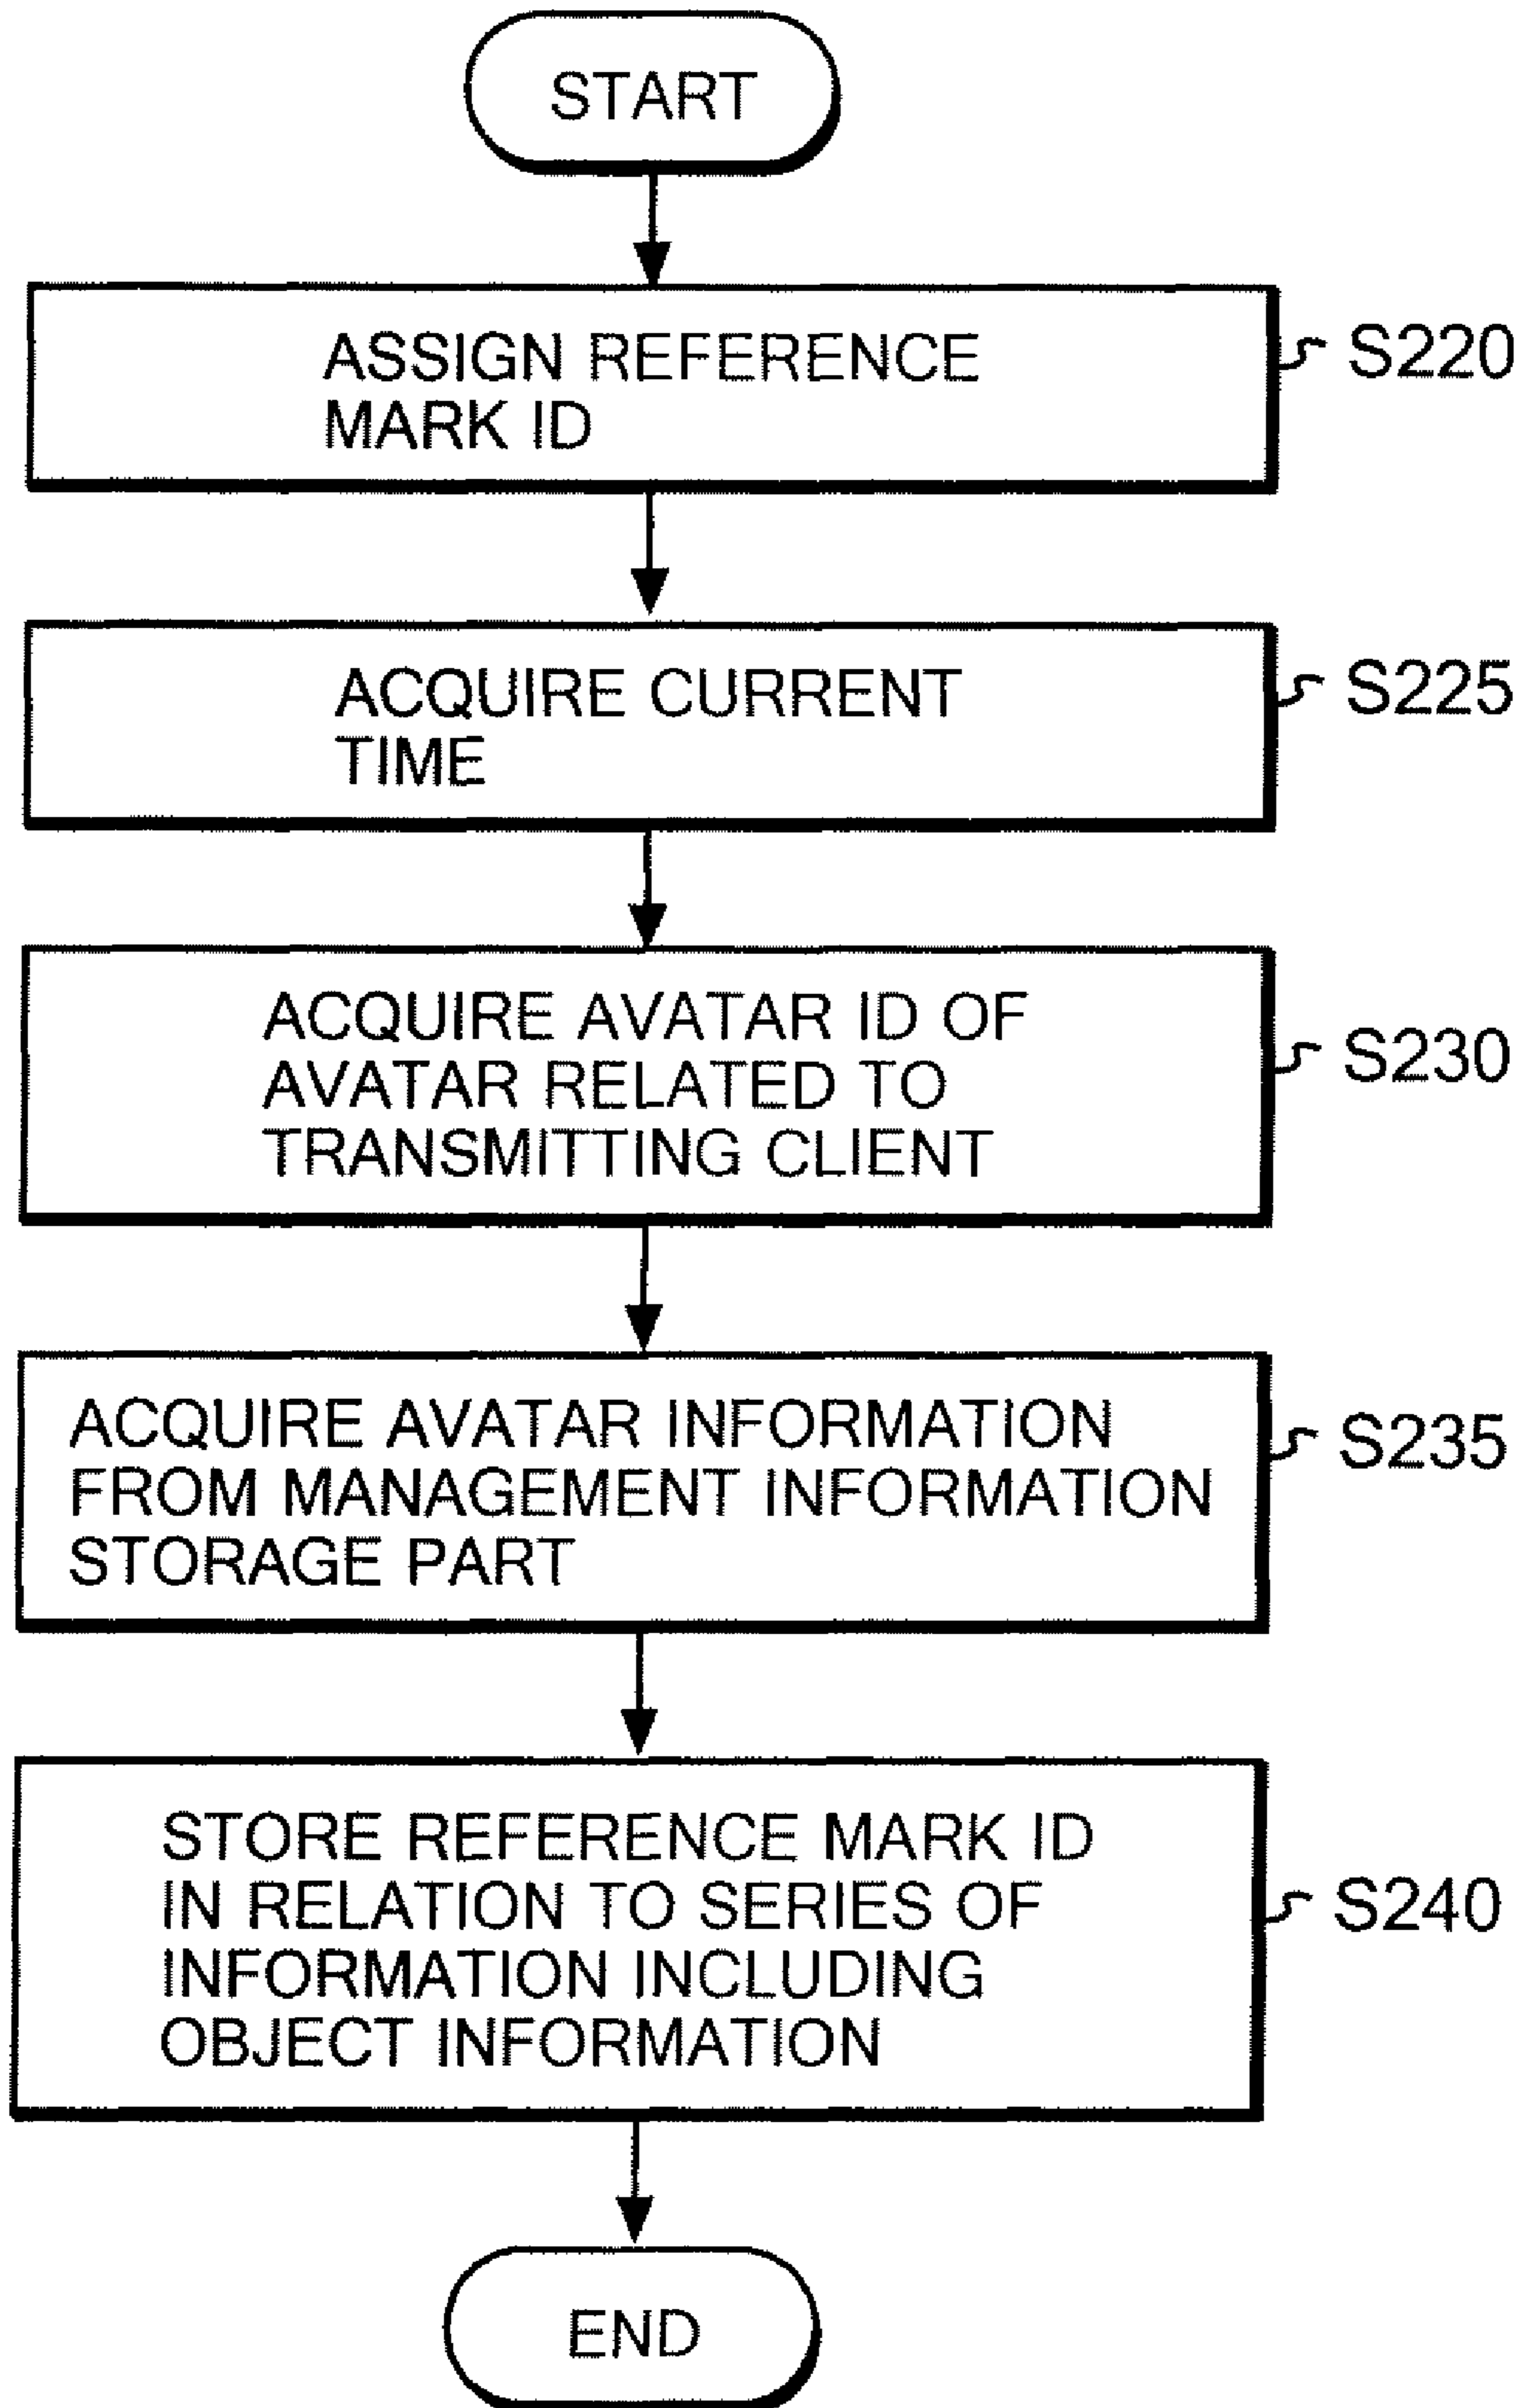 START
ASSIGN REFERENCE
MARK ID
S220
ACQUIRE CURRENT
TIME
S225
ACQUIRE AVATAR ID OF
AVATAR RELATED TO
TRANSMITTING CLIENT
S230
ACQUIRE AVATAR INFORMATION
FROM MANAGEMENT INFORMATION
STORAGE PART
S235
STORE REFERENCE MARK ID
IN RELATION TO SERIES OF
INFORMATION INCLUDING
OBJECT INFORMATION
S240
END